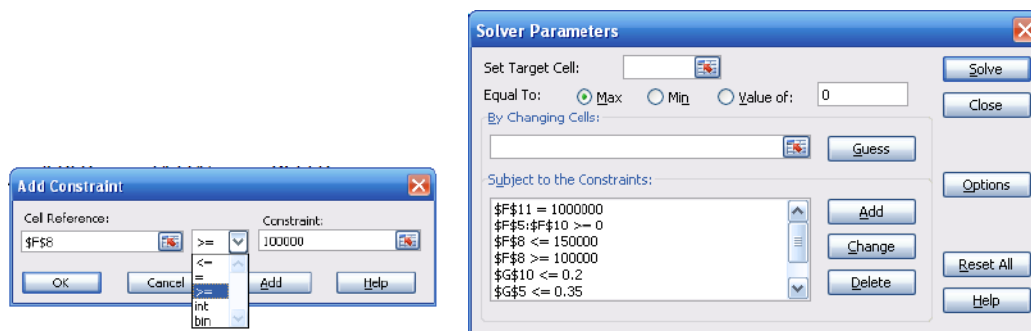 Add Constraint
Cell Reference:
Constraint:
$F$8
>=
100000
<=
=
>=
int
bin
OK
Cancel
Add
Help
Solver Parameters
Set Target Cell:
Solve
Equal To:
Max
Min
Value of:
0
Close
By Changing Cells:
Guess
Subject to the Constraints:
Options
$F$11 = 1000000
$F$5:$F$10 >= 0
$F$8 <= 150000
$F$8 >= 100000
$G$10 <= 0.2
$G$5 <= 0.35
Add
Change
Delete
Reset All
Help